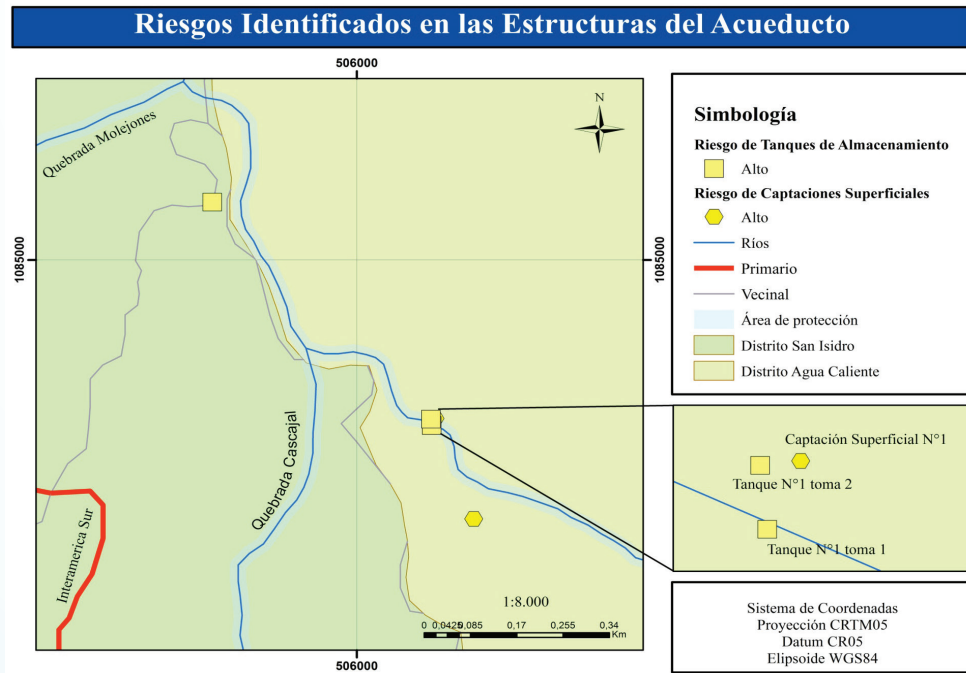 Riesgos Identificados en las Estructuras del Acueducto
506000
Quebrada Molejones
N
1085000
1085000
Quebrada Cascajal
Interamerica Sur
1:8.000
0 0,0425 0,085 0,17 0,255 0,34
Km
506000
Simbología
Riesgo de Tanques de Almacenamiento
Alto
Riesgo de Captaciones Superficiales
Alto
Ríos
Primario
Vecinal
Área de protección
Distrito San Isidro
Distrito Agua Caliente
Captación Superficial N°1
Tanque N°1 toma 2
Tanque N°1 toma 1
Sistema de Coordenadas
Proyección CRTM05
Datum CR05
Elipsoide WGS84